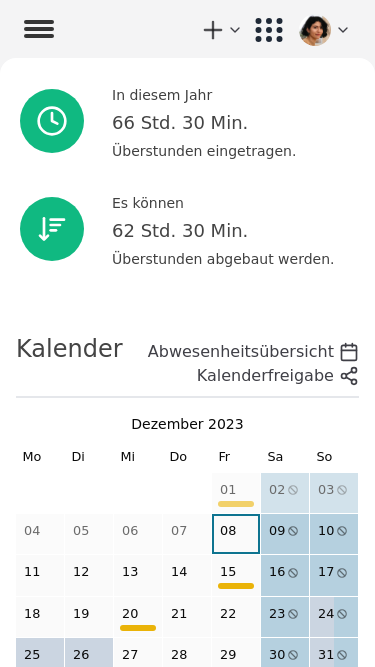 In diesem Jahr
66 Std. 30 Min.
Überstunden eingetragen.
Es können
62 Std. 30 Min.
Überstunden abgebaut werden.
Kalender
Abwesenheitsübersicht
Kalenderfreigabe
Dezember 2023
Mo Di Mi Do Fr Sa So
01 02 03
04 05 06 07 08 09 10
11 12 13 14 15 16 17
18 19 20 21 22 23 24
25 26 27 28 29 30 31